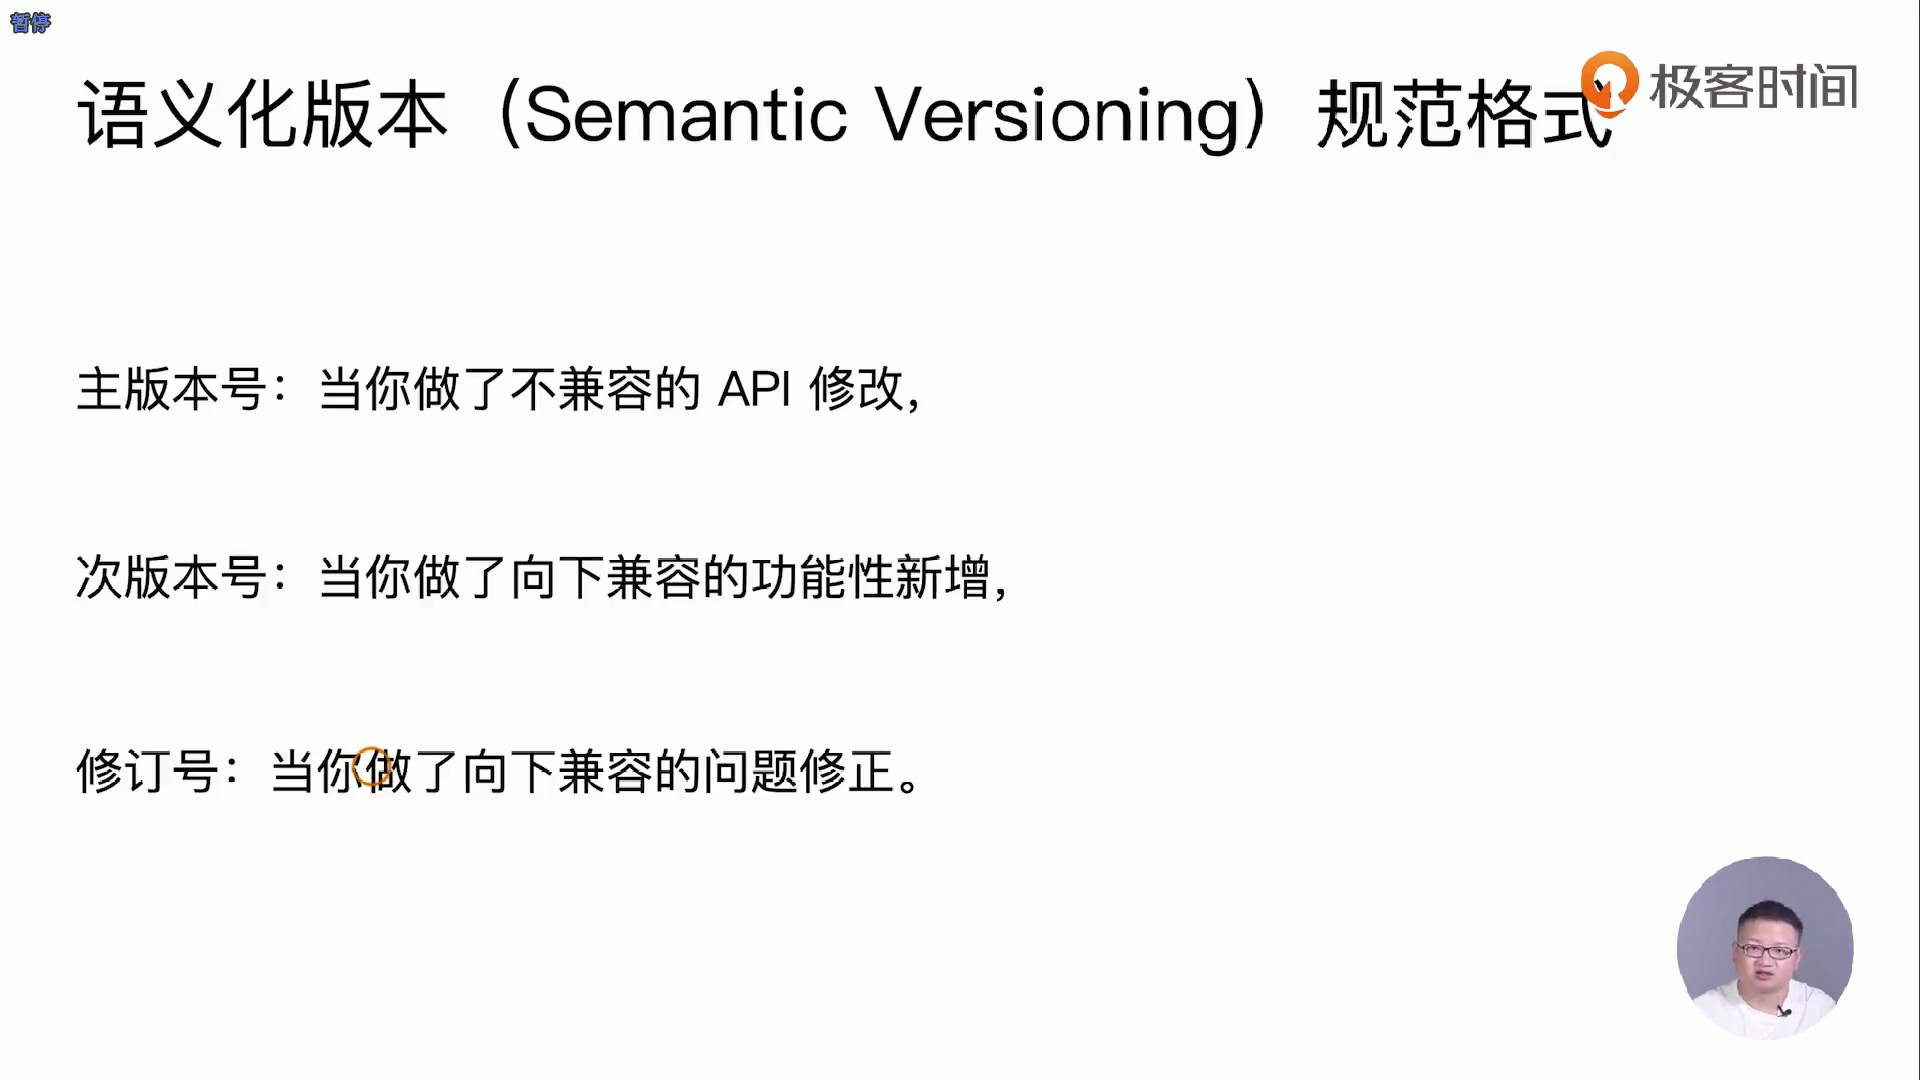 暂停
语义化版本（Semantic Versioning）规范格式
极客时间
主版本号：当你做了不兼容的 API 修改，
次版本号：当你做了向下兼容的功能性新增，
修订号：当你做了向下兼容的问题修正。